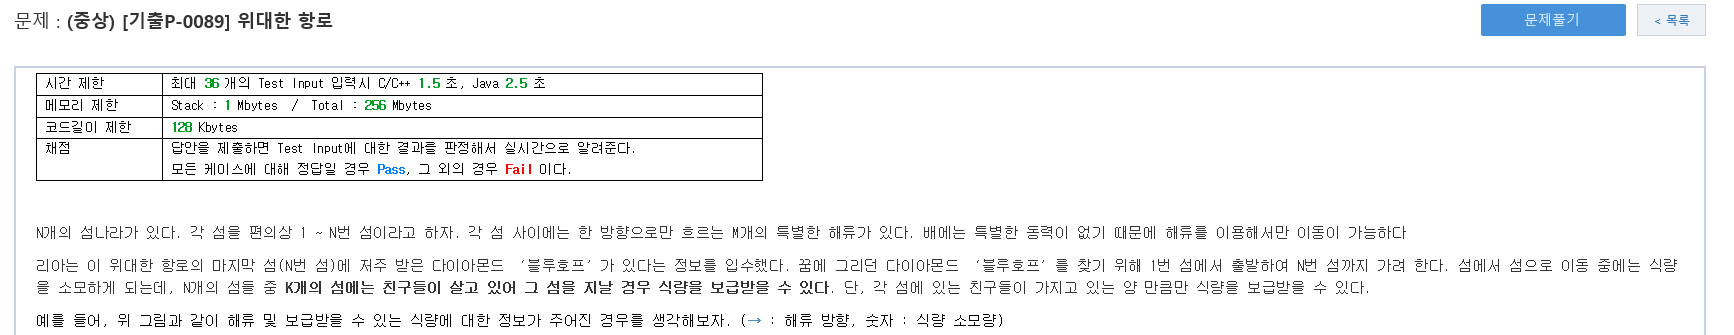 문제 : (중상) [기출P-0089] 위대한 항로
문제풀기
< 목록
시간 제한 최대 36 개의 Test Input 입력시 C/C++ 1.5 초, Java 2.5 초
메모리 제한 Stack : 1 Mbytes / Total : 256 Mbytes
코드길이 제한 128 Kbytes
채점 답안을 제출하면 Test Input에 대한 결과를 판정해서 실시간으로 알려준다.
모든 케이스에 대해 정답일 경우 Pass, 그 외의 경우 Fail 이다.
N개의 섬나라가 있다. 각 섬을 편의상 1 ~ N번 섬이라고 하자. 각 섬 사이에는 한 방향으로만 흐르는 M개의 특별한 해류가 있다. 배에는 특별한 동력이 없기 때문에 해류를 이용해서만 이동이 가능하다
리아는 이 위대한 항로의 마지막 섬(N번 섬)에 저주 받은 다이아몬드 ‘블루호프’가 있다는 정보를 입수했다. 꿈에 그리던 다이아몬드 ‘블루호프’를 찾기 위해 1번 섬에서 출발하여 N번 섬까지 가려 한다. 섬에서 섬으로 이동 중에는 식량
을 소모하게 되는데, N개의 섬들 중 K개의 섬에는 친구들이 살고 있어 그 섬을 지날 경우 식량을 보급받을 수 있다. 단, 각 섬에 있는 친구들이 가지고 있는 양 만큼만 식량을 보급받을 수 있다.
예를 들어, 위 그림과 같이 해류 및 보급받을 수 있는 식량에 대한 정보가 주어진 경우를 생각해보자. (→ : 해류 방향, 숫자 : 식량 소모량)